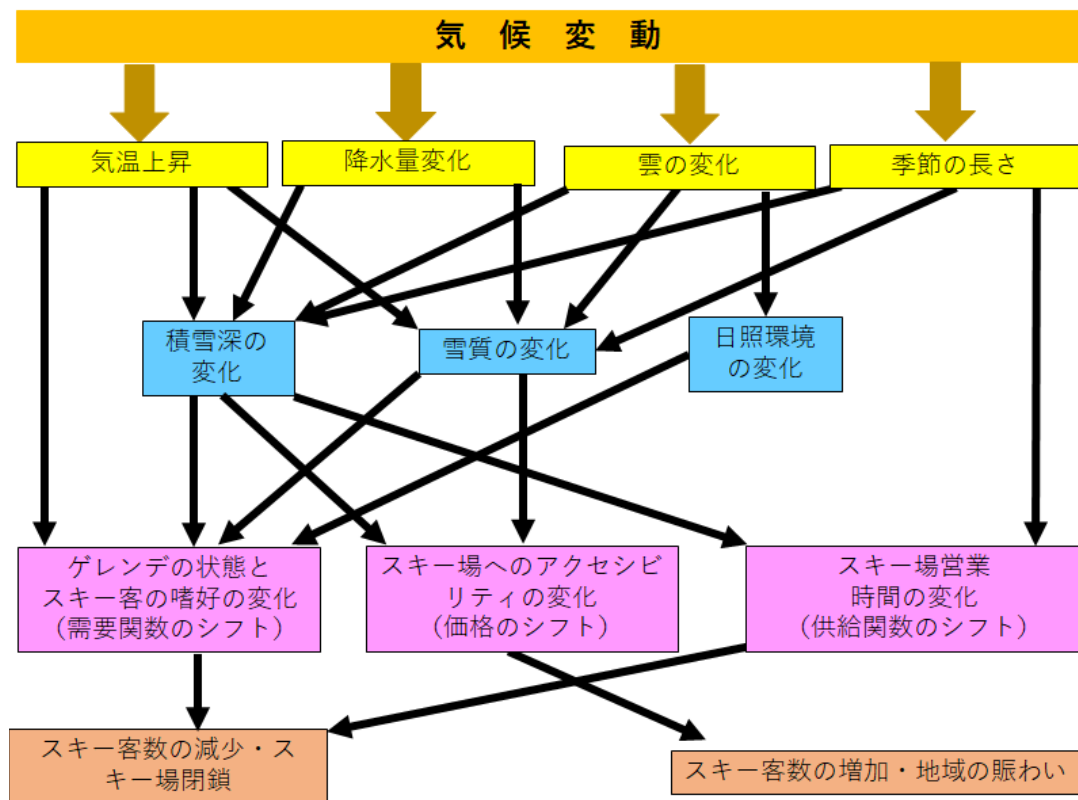 気 候 変 動
気温上昇
降水量変化
雲の変化
季節の長さ
積雪深の
変化
雪質の変化
日照環境
の変化
ゲレンデの状態と
スキー客の嗜好の変化
(需要関数のシフト)
スキー場へのアクセシビ
リティの変化
(価格のシフト)
スキー場営業
時間の変化
(供給関数のシフト)
スキー客数の減少・ス
キー場閉鎖
スキー客数の増加・地域の賑わい